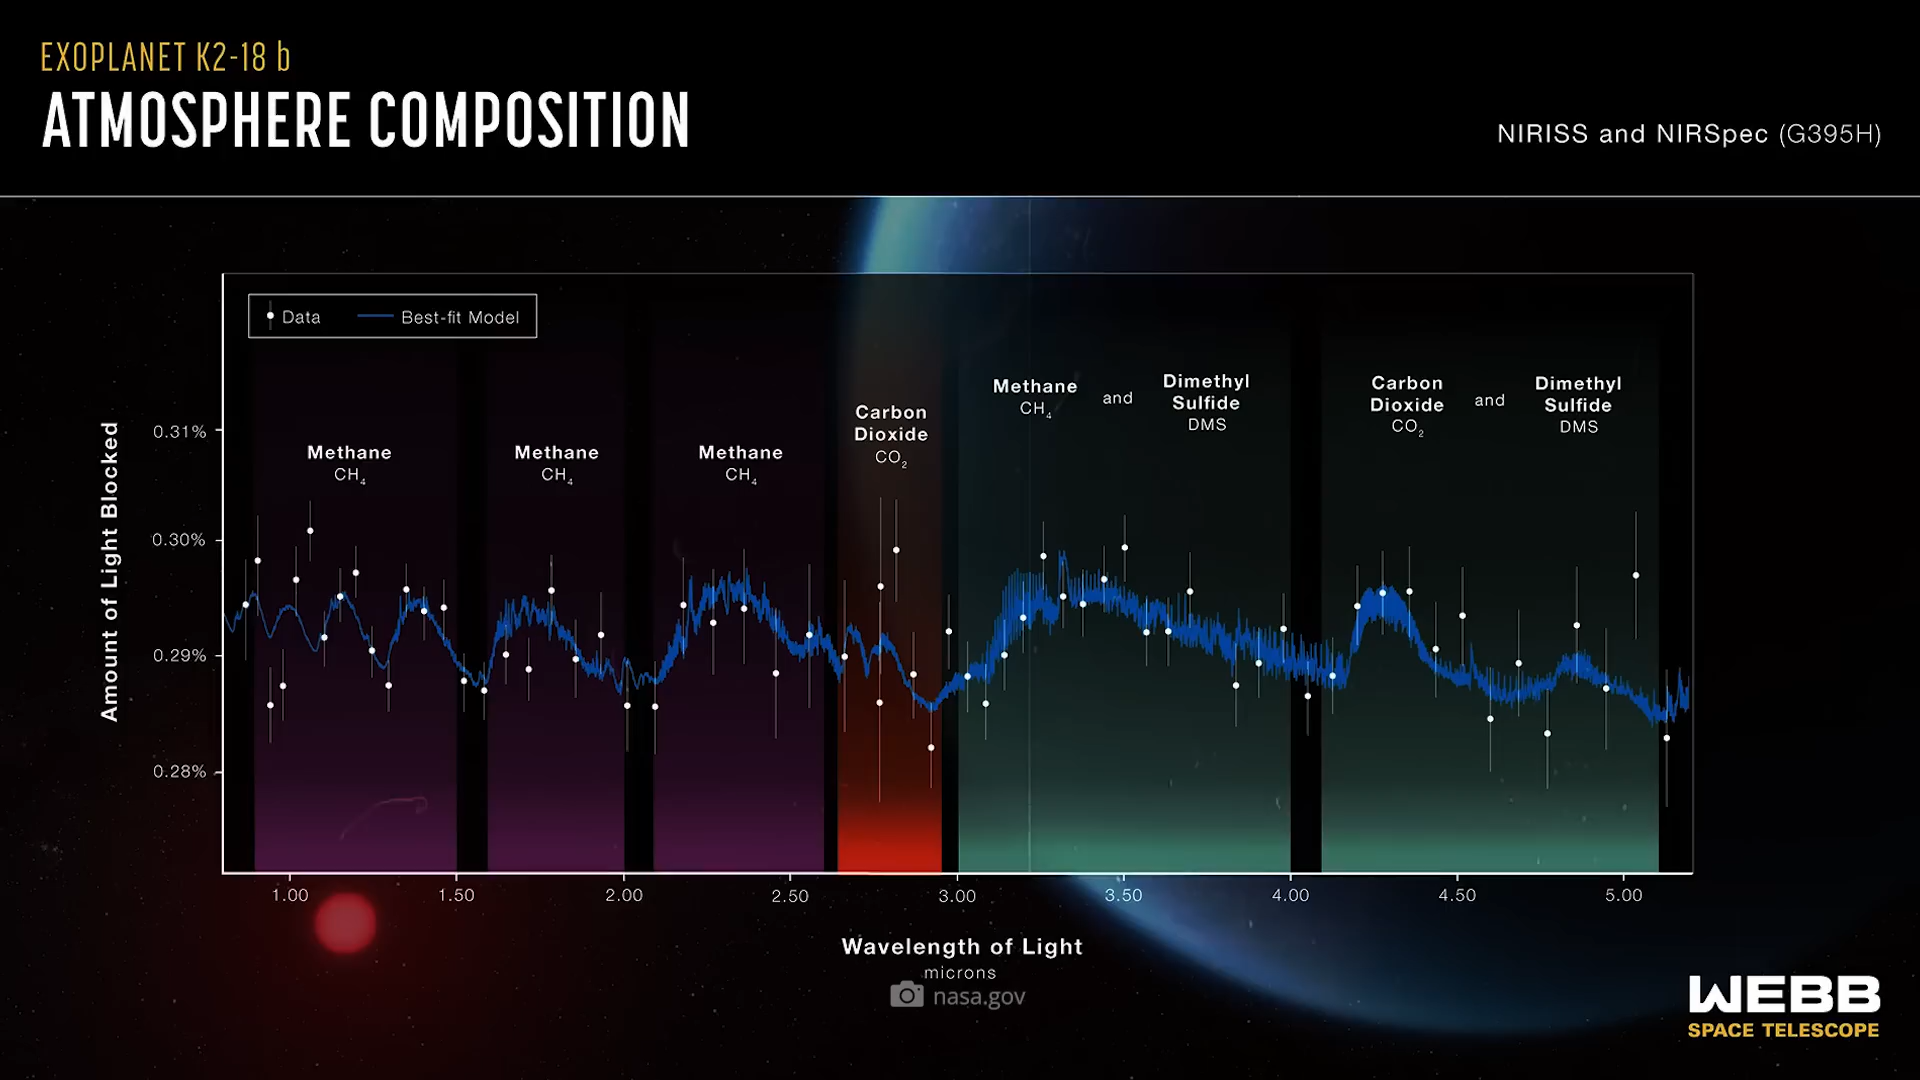 EXOPLANET K2-18 b
ATMOSPHERE COMPOSITION
NIRISS and NIRSpec (G395H)
Data
Best-fit Model
Methane
CH₄
Methane
CH₄
Methane
CH₄
Carbon
Dioxide
CO₂
Methane
CH₄
and
Dimethyl
Sulfide
DMS
Carbon
Dioxide
CO₂
and
Dimethyl
Sulfide
DMS
Amount of Light Blocked
0.31%
0.30%
0.29%
0.28%
1.00 1.50 2.00 2.50 3.00 3.50 4.00 4.50 5.00
Wavelength of Light
microns
nasa.gov
WEBB
SPACE TELESCOPE